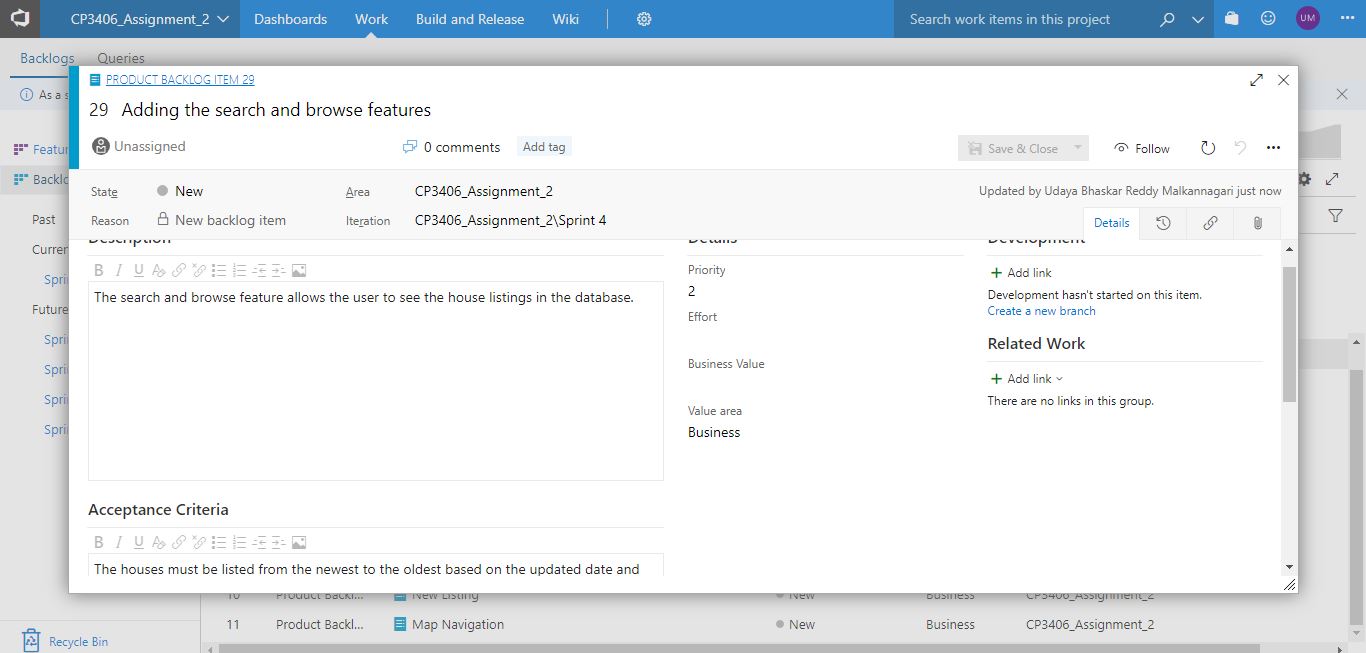 CP3406_Assignment_2
Dashboards
Work
Build and Release
Wiki
Search work items in this project
UM
Backlogs
Queries
PRODUCT BACKLOG ITEM 29
As a s
29 Adding the search and browse features
Unassigned
0 comments
Add tag
Save & Close
Follow
State
New
Area
CP3406_Assignment_2
Updated by Udaya Bhaskar Reddy Malkannagari just now
Reason
New backlog item
Iteration
CP3406_Assignment_2\Sprint 4
Details
Featur
Backlo
Past
Curren
Sprin
Future
Sprin
Sprin
Sprin
Sprin
Description
B I U
The search and browse feature allows the user to see the house listings in the database.
Acceptance Criteria
B I U
The houses must be listed from the newest to the oldest based on the updated date and
Details
Priority
2
Effort
Business Value
Value area
Business
Development
Add link
Development hasn't started on this item.
Create a new branch
Related Work
Add link
There are no links in this group.
10 Product Backl... New Listing New Business CP3406_Assignment_2
11 Product Backl... Map Navigation New Business CP3406_Assignment_2
Recycle Bin